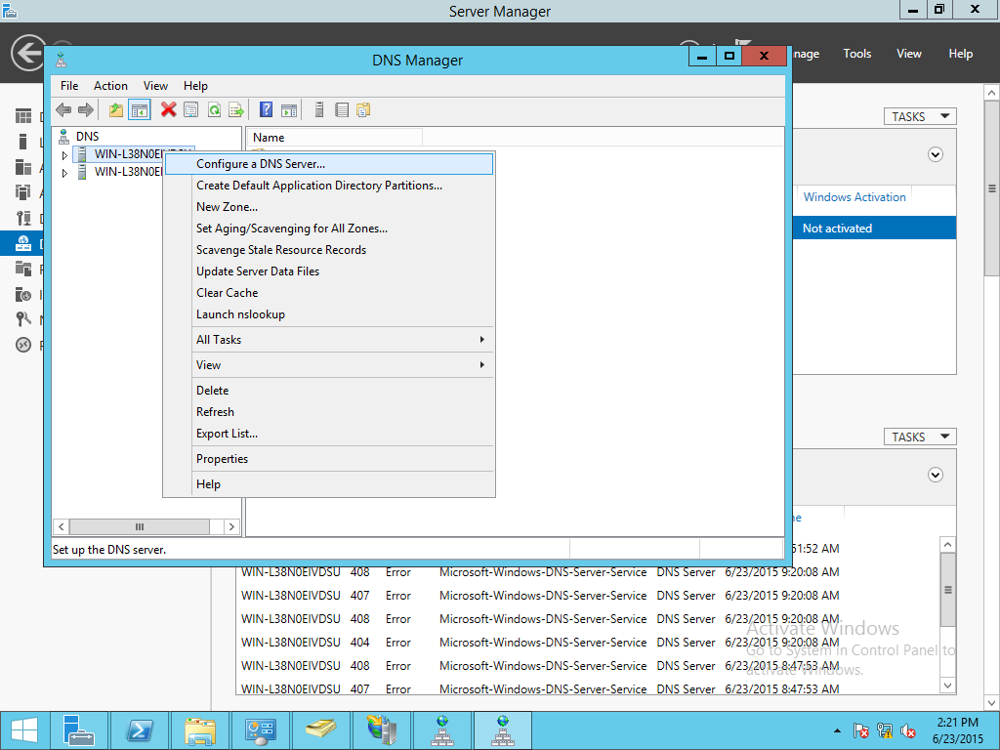 Server Manager
Tools View Help
DNS Manager
File Action View Help
TASKS
DNS
Name
WIN-L38N0EIVDSU
WIN-L38N0EI
Configure a DNS Server...
Create Default Application Directory Partitions...
New Zone...
Set Aging/Scavenging for All Zones...
Scavenge Stale Resource Records
Update Server Data Files
Clear Cache
Launch nslookup
All Tasks
View
Delete
Refresh
Export List...
Properties
Help
Windows Activation
Not activated
TASKS
Set up the DNS server.
51:52 AM
WIN-L38N0EIVDSU 408 Error Microsoft-Windows-DNS-Server-Service DNS Server 6/23/2015 9:20:08 AM
WIN-L38N0EIVDSU 407 Error Microsoft-Windows-DNS-Server-Service DNS Server 6/23/2015 9:20:08 AM
WIN-L38N0EIVDSU 408 Error Microsoft-Windows-DNS-Server-Service DNS Server 6/23/2015 9:20:08 AM
WIN-L38N0EIVDSU 404 Error Microsoft-Windows-DNS-Server-Service DNS Server 6/23/2015 9:20:08 AM
WIN-L38N0EIVDSU 408 Error Microsoft-Windows-DNS-Server-Service DNS Server 6/23/2015 8:47:53 AM
WIN-L38N0EIVDSU 407 Error Microsoft-Windows-DNS-Server-Service DNS Server 6/23/2015 8:47:53 AM
Activate Windows
Go to System in Control Panel to
activate Windows.
2:21 PM
6/23/2015